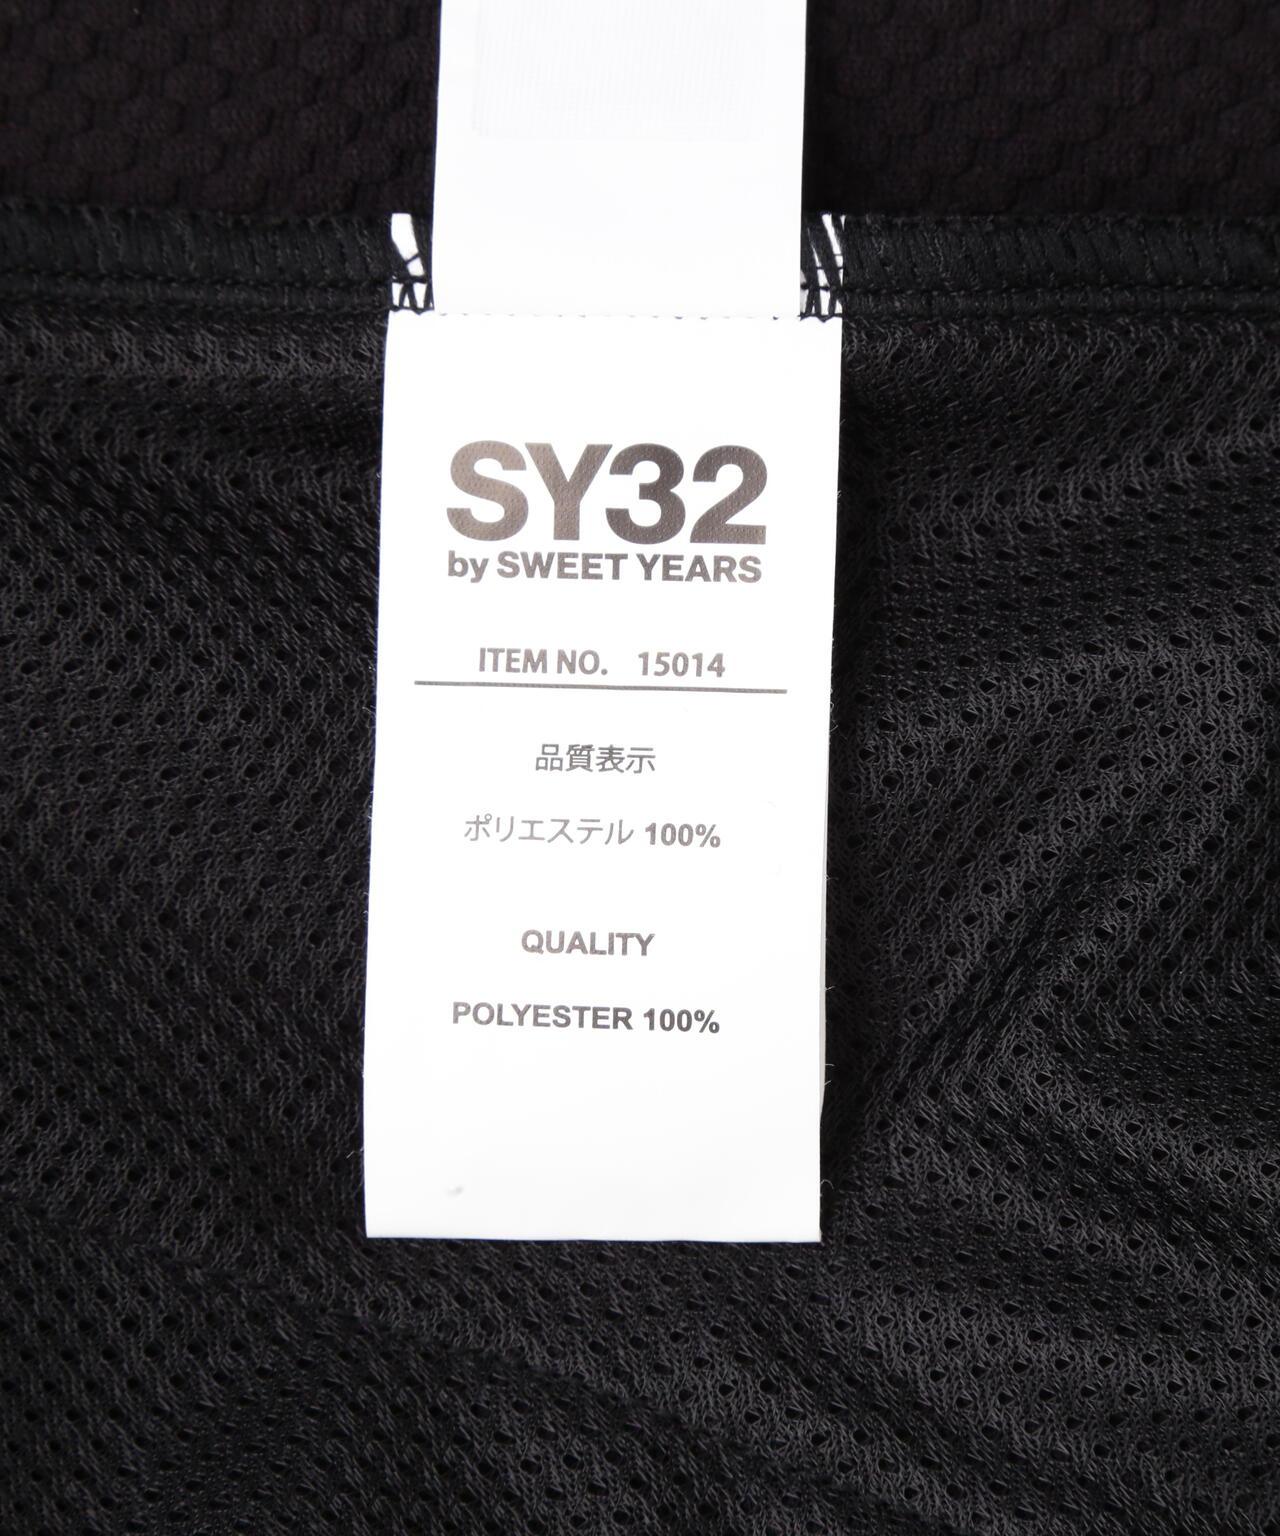 SY32
by SWEET YEARS
ITEM NO. 15014
品質表示
ポリエステル 100%
QUALITY
POLYESTER 100%